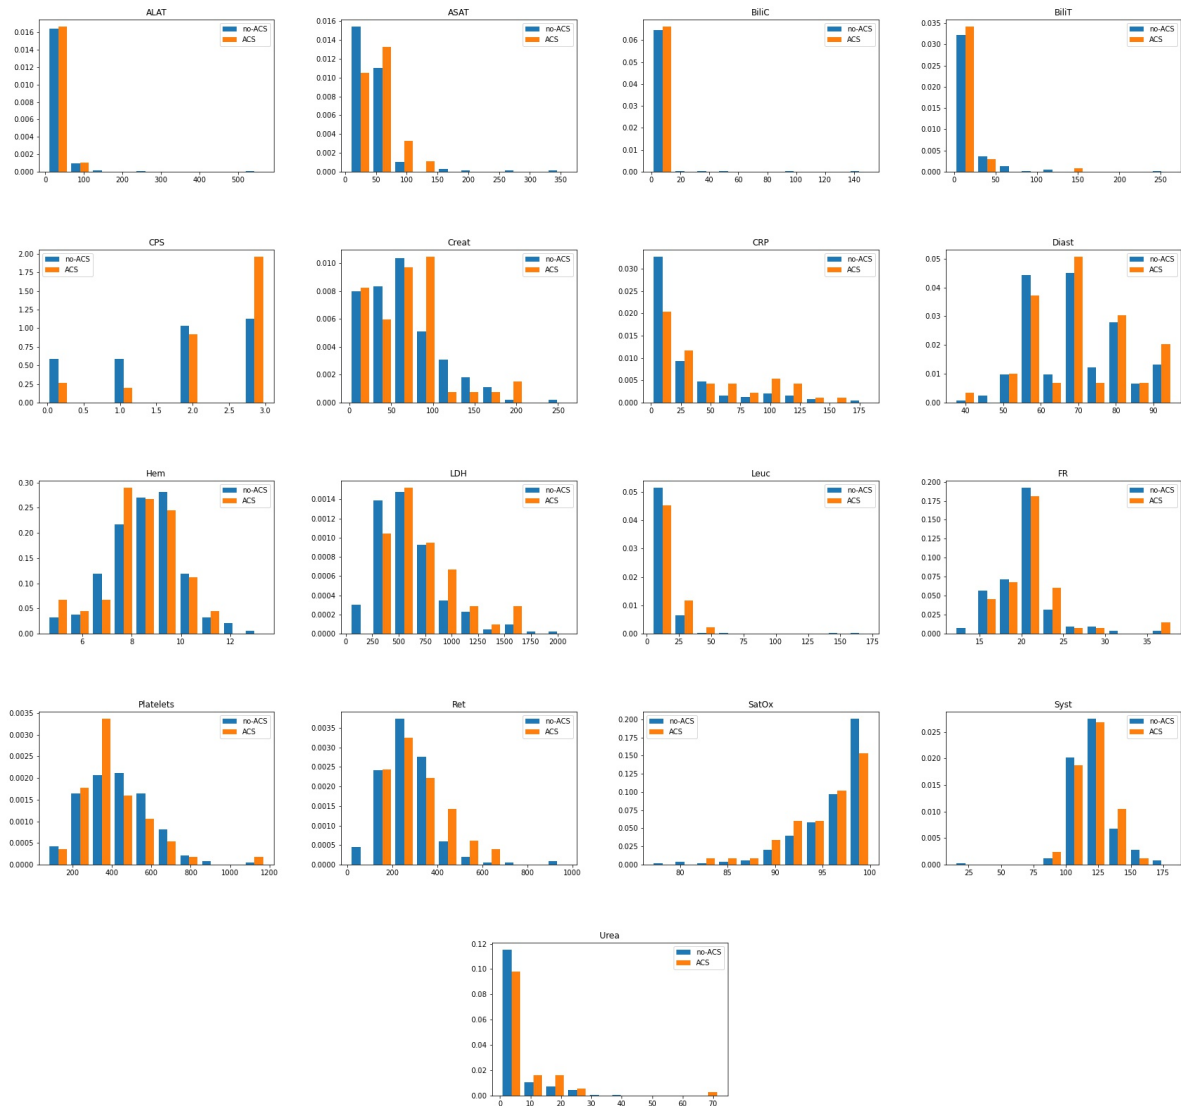 ALAT
0.016
0.014
0.012
0.010
0.008
0.006
0.004
0.002
0.000
0 100 200 300 400 500
no-ACS
ACS
ASAT
0.016
0.014
0.012
0.010
0.008
0.006
0.004
0.002
0.000
0 50 100 150 200 250 300 350
no-ACS
ACS
BiliC
0.06
0.05
0.04
0.03
0.02
0.01
0.00
0 20 40 60 80 100 120 140
no-ACS
ACS
BiliT
0.035
0.030
0.025
0.020
0.015
0.010
0.005
0.000
0 50 100 150 200 250
no-ACS
ACS
CPS
2.00
1.75
1.50
1.25
1.00
0.75
0.50
0.25
0.00
0.0 0.5 1.0 1.5 2.0 2.5 3.0
no-ACS
ACS
Creat
0.010
0.008
0.006
0.004
0.002
0.000
0 50 100 150 200 250
no-ACS
ACS
CRP
0.030
0.025
0.020
0.015
0.010
0.005
0.000
0 25 50 75 100 125 150 175
no-ACS
ACS
Diast
0.05
0.04
0.03
0.02
0.01
0.00
40 50 60 70 80 90
no-ACS
ACS
Hem
0.30
0.25
0.20
0.15
0.10
0.05
0.00
6 8 10 12
no-ACS
ACS
LDH
0.0014
0.0012
0.0010
0.0008
0.0006
0.0004
0.0002
0.0000
250 500 750 1000 1250 1500 1750 2000
no-ACS
ACS
Leuc
0.05
0.04
0.03
0.02
0.01
0.00
0 25 50 75 100 125 150 175
no-ACS
ACS
FR
0.200
0.175
0.150
0.125
0.100
0.075
0.050
0.025
0.000
15 20 25 30 35
no-ACS
ACS
Platelets
0.0035
0.0030
0.0025
0.0020
0.0015
0.0010
0.0005
0.0000
200 400 600 800 1000 1200
no-ACS
ACS
Ret
0.0035
0.0030
0.0025
0.0020
0.0015
0.0010
0.0005
0.0000
0 200 400 600 800 1000
no-ACS
ACS
SatOx
0.200
0.175
0.150
0.125
0.100
0.075
0.050
0.025
0.000
80 85 90 95 100
no-ACS
ACS
Syst
0.025
0.020
0.015
0.010
0.005
0.000
25 50 75 100 125 150 175
no-ACS
ACS
Urea
0.12
0.10
0.08
0.06
0.04
0.02
0.00
0 10 20 30 40 50 60 70
no-ACS
ACS